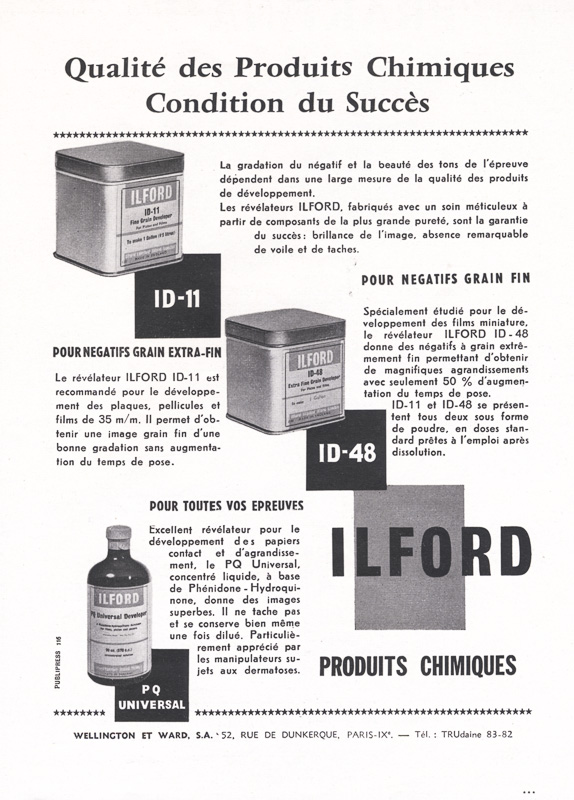 Qualité des Produits Chimiques
Condition du Succès
La gradation du négatif et la beauté des tons de l'épreuve
dépendent dans une large mesure de la qualité des produits
de développement.
Les révélateurs ILFORD, fabriqués avec un soin méticuleux à
partir de composants de la plus grande pureté, sont la garantie
du succès : brillance de l'image, absence remarquable
de voile et de taches.
ILFORD
ID-11
Fine Grain Developer
ID-11
POUR NEGATIFS GRAIN EXTRA-FIN
Le révélateur ILFORD ID-11 est
recommandé pour le développe-
ment des plaques, pellicules et
films de 35 m/m. Il permet d'ob-
tenir une image grain fin d'une
bonne gradation sans augmenta-
tion du temps de pose.
POUR NEGATIFS GRAIN FIN
Spécialement étudié pour le dé-
veloppement des films miniature,
le révélateur ILFORD ID-48
donne des négatifs à grain extrê-
mement fin permettant d'obtenir
de magnifiques agrandissements
avec seulement 50 % d'augmen-
tation du temps de pose.
ID-11 et ID-48 se présen-
tent tous deux sous forme
de poudre, en doses stan-
dard prêtes à l'emploi après
dissolution.
ILFORD
ID-48
Extra Fine Grain Developer
ID-48
POUR TOUTES VOS EPREUVES
Excellent révélateur pour le
développement des papiers
contact et d'agrandisse-
ment, le PQ Universal,
concentré liquide, à base
de Phénidone-Hydroqui-
none, donne des images
superbes. Il ne tache pas
et se conserve bien même
une fois dilué. Particuliè-
rement apprécié par
les manipulateurs su-
jets aux dermatoses.
ILFORD
PQ Universal Developer
PQ
UNIVERSAL
ILFORD
PRODUITS CHIMIQUES
PUBLIPRESS 116
WELLINGTON ET WARD, S.A. 52, RUE DE DUNKERQUE, PARIS-IXe. — Tél. : TRUdaine 83-82